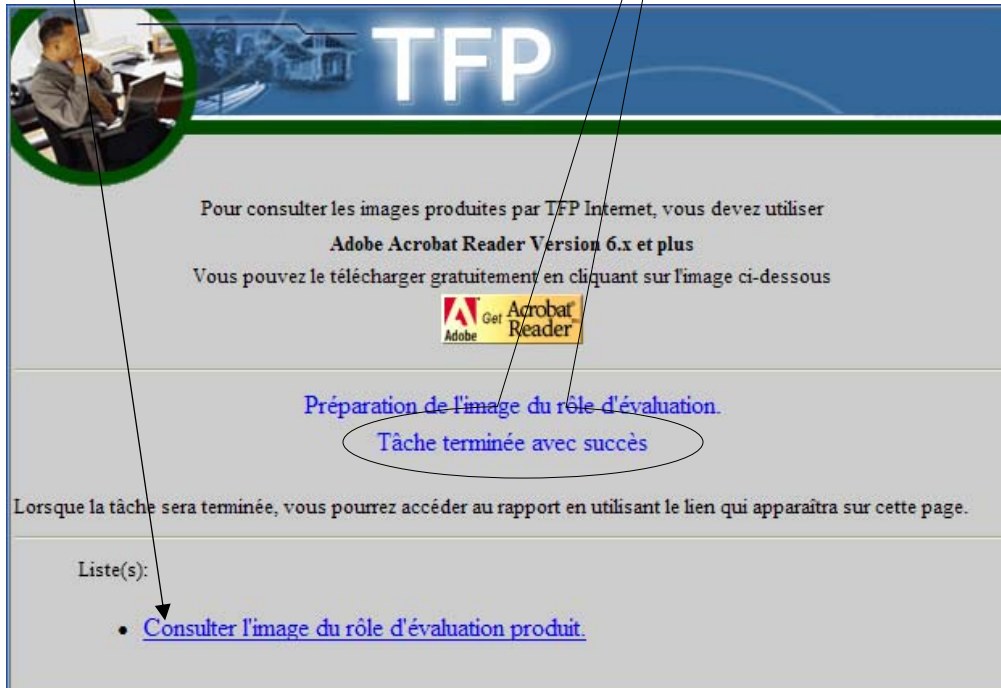 TFP
Pour consulter les images produites par TFP Internet, vous devez utiliser
Adobe Acrobat Reader Version 6.x et plus
Vous pouvez le télécharger gratuitement en cliquant sur l'image ci-dessous
Adobe Get Acrobat Reader
Préparation de l'image du rôle d'évaluation.
Tâche terminée avec succès
Lorsque la tâche sera terminée, vous pourrez accéder au rapport en utilisant le lien qui apparaîtra sur cette page.
Liste(s):
• Consulter l'image du rôle d'évaluation produit.